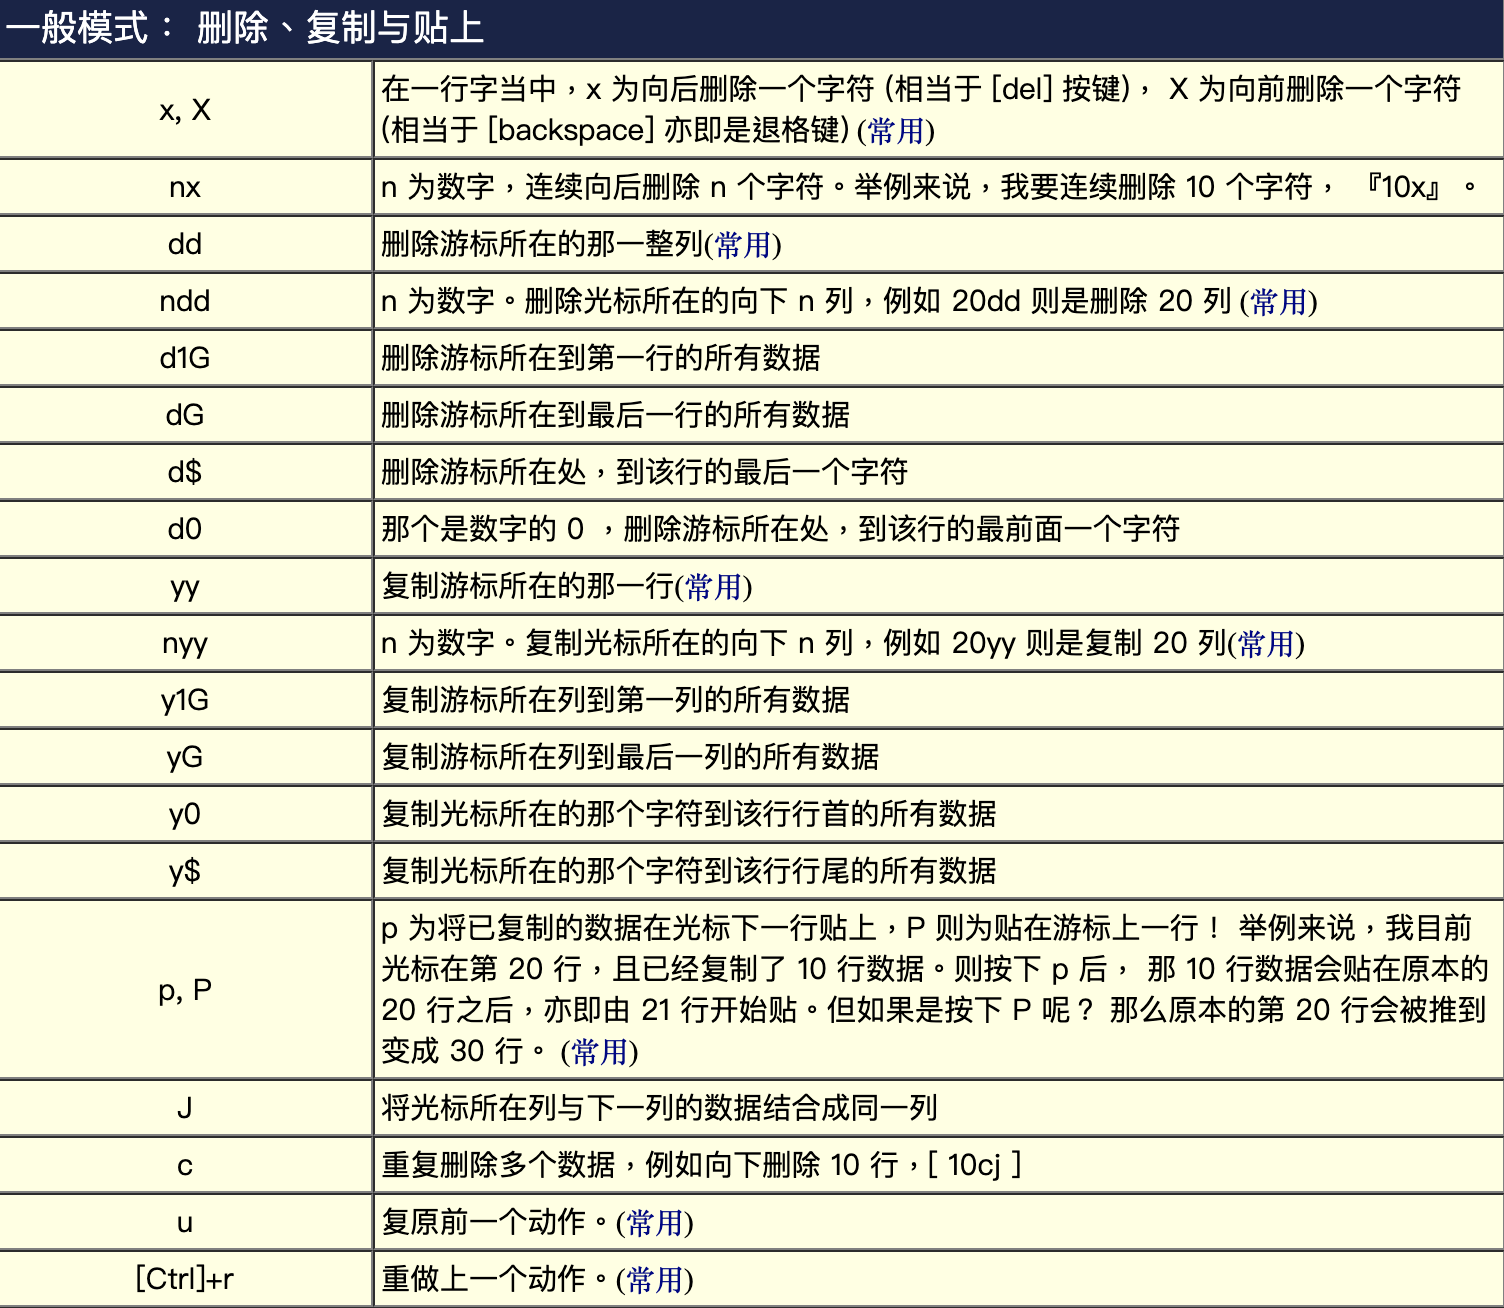 一般模式： 删除、复制与贴上
x, X
在一行字当中，x 为向后删除一个字符 (相当于 [del] 按键)， X 为向前删除一个字符
(相当于 [backspace] 亦即是退格键) (常用)
nx
n 为数字，连续向后删除 n 个字符。举例来说，我要连续删除 10 个字符， 『10x』。
dd
删除游标所在的那一整列(常用)
ndd
n 为数字。删除光标所在的向下 n 列，例如 20dd 则是删除 20 列 (常用)
d1G
删除游标所在到第一行的所有数据
dG
删除游标所在到最后一行的所有数据
d$
删除游标所在处，到该行的最后一个字符
d0
那个是数字的 0 ，删除游标所在处，到该行的最前面一个字符
yy
复制游标所在的那一行(常用)
nyy
n 为数字。复制光标所在的向下 n 列，例如 20yy 则是复制 20 列(常用)
y1G
复制游标所在列到第一列的所有数据
yG
复制游标所在列到最后一列的所有数据
y0
复制光标所在的那个字符到该行行首的所有数据
y$
复制光标所在的那个字符到该行行尾的所有数据
p, P
p 为将已复制的数据在光标下一行贴上，P 则为贴在游标上一行！ 举例来说，我目前
光标在第 20 行，且已经复制了 10 行数据。则按下 p 后， 那 10 行数据会贴在原本的
20 行之后，亦即由 21 行开始贴。但如果是按下 P 呢？ 那么原本的第 20 行会被推到
变成 30 行。 (常用)
J
将光标所在列与下一列的数据结合成同一列
c
重复删除多个数据，例如向下删除 10 行，[ 10cj ]
u
复原前一个动作。(常用)
[Ctrl]+r
重做上一个动作。(常用)